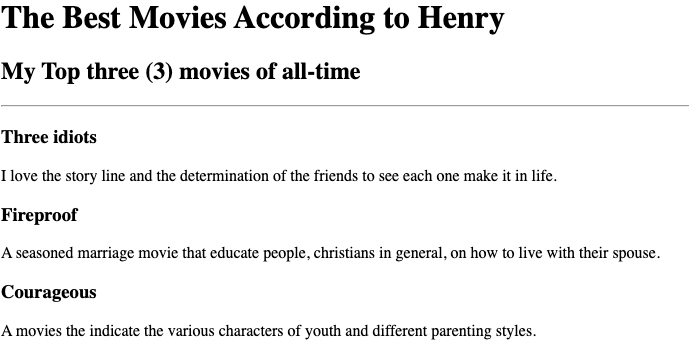 The Best Movies According to Henry
My Top three (3) movies of all-time
Three idiots
I love the story line and the determination of the friends to see each one make it in life.
Fireproof
A seasoned marriage movie that educate people, christians in general, on how to live with their spouse.
Courageous
A movies the indicate the various characters of youth and different parenting styles.